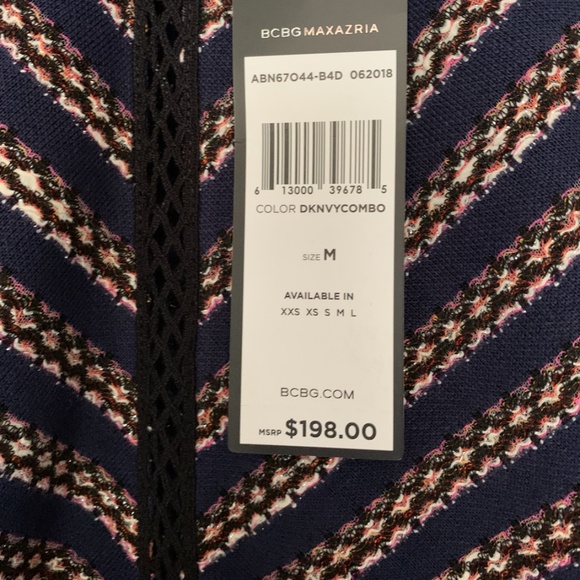 BCBGMAXAZRIA
ABN67O44-B4D 062018
6 13000 39678 5
COLOR DKNVYCOMBO
SIZE M
AVAILABLE IN
XXS XS S M L
BCBG.COM
MSRP $198.00